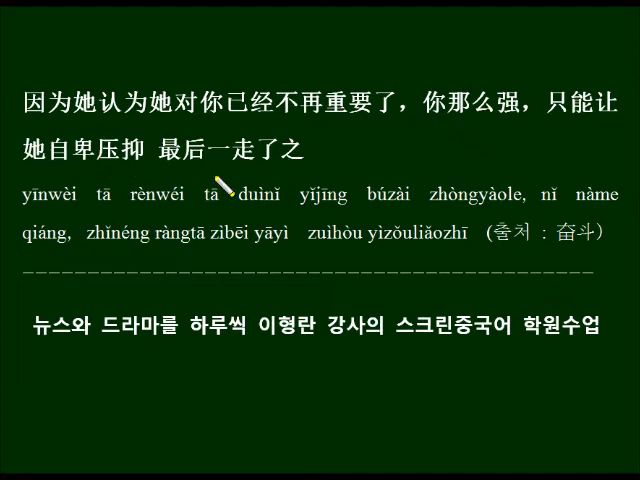 因为她认为她对你已经不再重要了，你那么强，只能让
她自卑压抑 最后一走了之
yīnwèi tā rènwéi tā duìnǐ yǐjīng búzài zhòngyàole, nǐ nàme
qiáng, zhǐnéng ràngtā zìbēi yāyì zuìhòu yìzǒuliǎozhī (출처 : 奋斗)
뉴스와 드라마를 하루씩 이형란 강사의 스크린중국어 학원수업